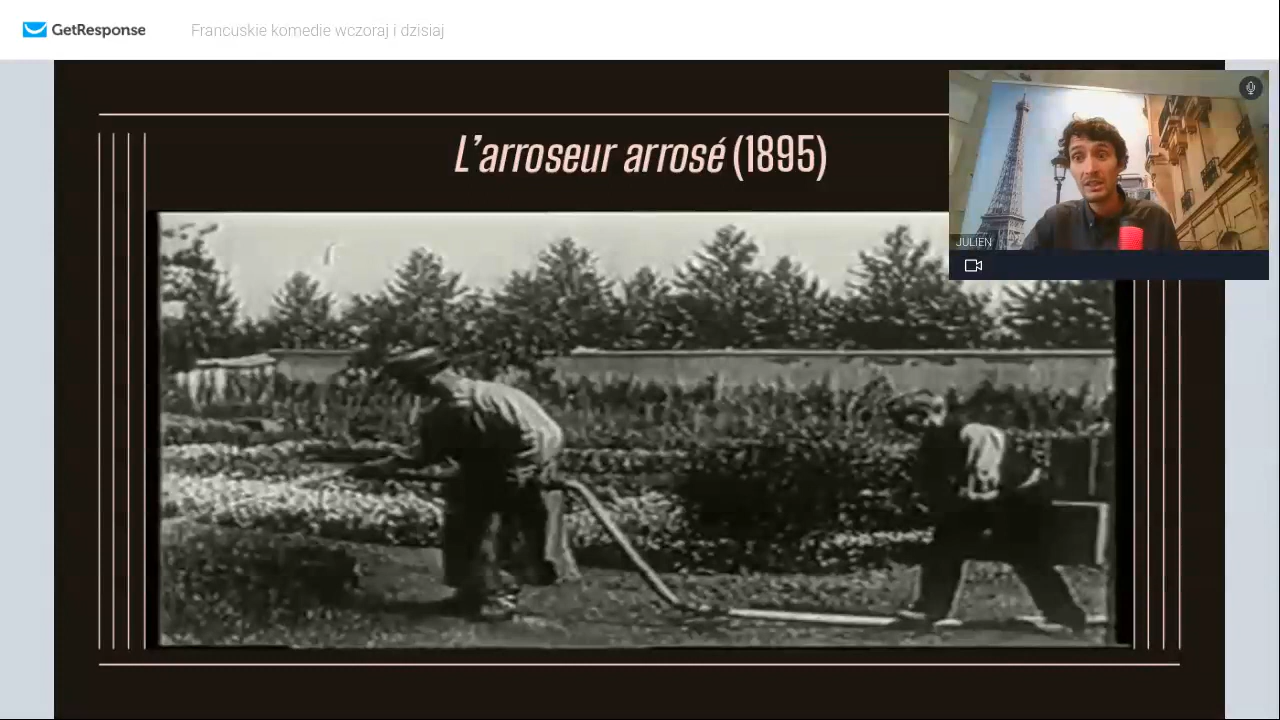 GetResponse
Francuskie komedie wczoraj i dzisiaj
L'arroseur arrosé (1895)
JULIEN